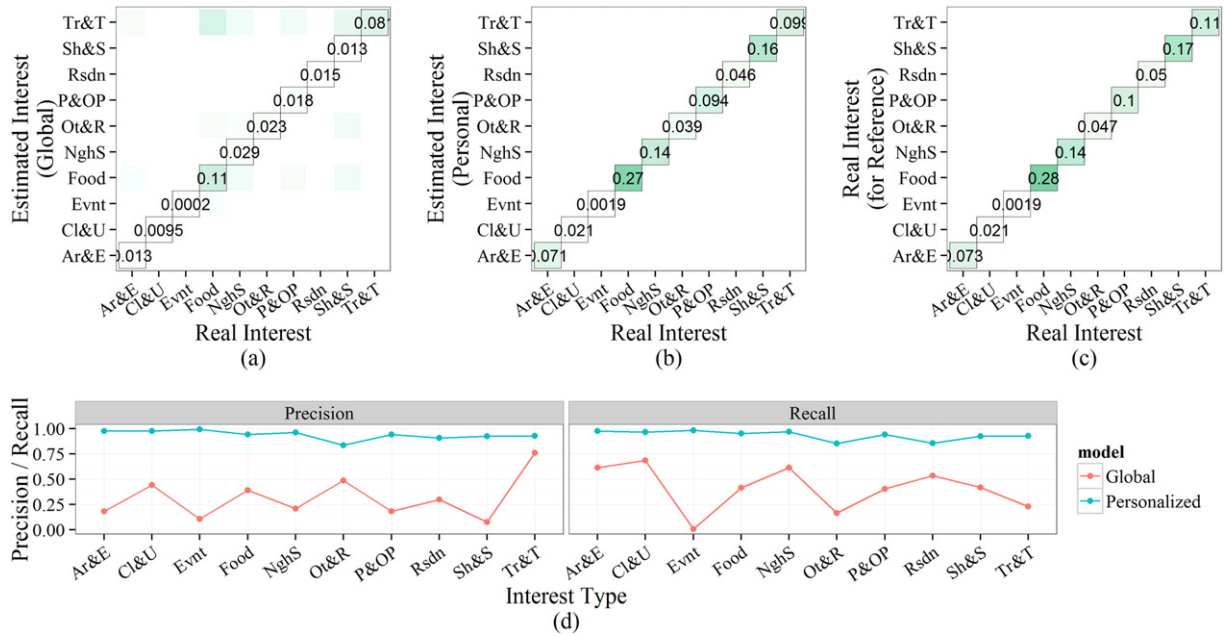 Estimated Interest
(Global)
Tr&T
Sh&S
Rsdn
P&OP
Ot&R
NghS
Food
Evnt
Cl&U
Ar&E
0.081
0.013
0.015
0.018
0.023
0.029
0.11
0.0002
0.0095
0.013
Ar&E
Cl&U
Evnt
Food
NghS
Ot&R
P&OP
Rsdn
Sh&S
Tr&T
Real Interest
(a)
Estimated Interest
(Personal)
Tr&T
Sh&S
Rsdn
P&OP
Ot&R
NghS
Food
Evnt
Cl&U
Ar&E
0.099
0.16
0.046
0.094
0.039
0.14
0.27
0.0019
0.021
0.071
Ar&E
Cl&U
Evnt
Food
NghS
Ot&R
P&OP
Rsdn
Sh&S
Tr&T
Real Interest
(b)
Real Interest
(for Reference)
Tr&T
Sh&S
Rsdn
P&OP
Ot&R
NghS
Food
Evnt
Cl&U
Ar&E
0.11
0.17
0.05
0.1
0.047
0.14
0.28
0.0019
0.021
0.073
Ar&E
Cl&U
Evnt
Food
NghS
Ot&R
P&OP
Rsdn
Sh&S
Tr&T
Real Interest
(c)
Precision / Recall
1.00
0.75
0.50
0.25
0.00
Precision
Recall
Ar&E
Cl&U
Evnt
Food
NghS
Ot&R
P&OP
Rsdn
Sh&S
Tr&T
Ar&E
Cl&U
Evnt
Food
NghS
Ot&R
P&OP
Rsdn
Sh&S
Tr&T
Interest Type
(d)
model
Global
Personalized